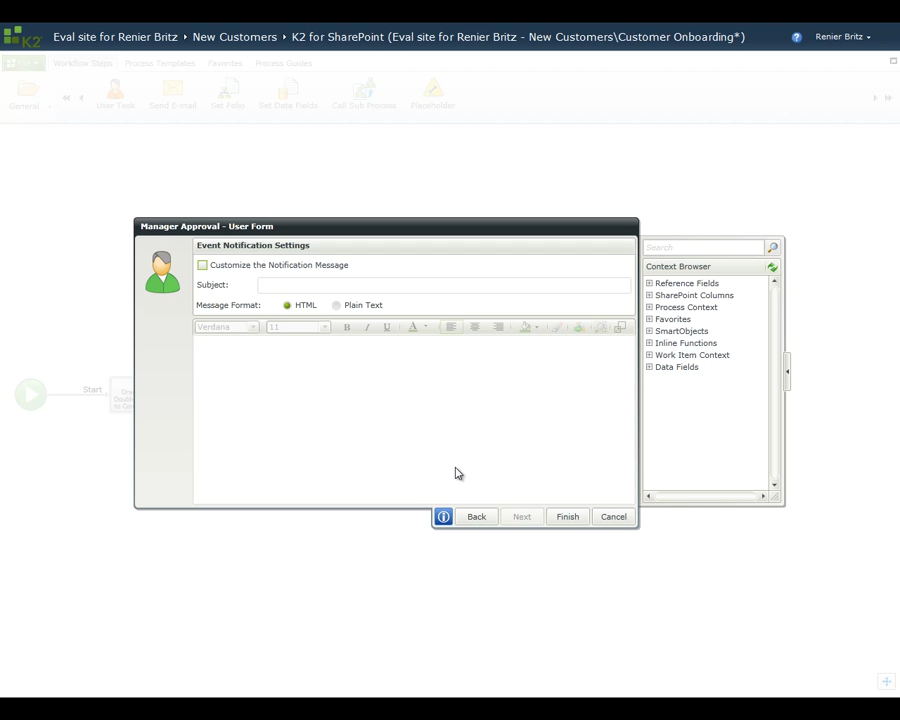 K2 Eval site for Renier Britz ▸ New Customers ▸ K2 for SharePoint (Eval site for Renier Britz - New Customers\Customer Onboarding*) ? Renier Britz
Workflow Steps Process Templates Favorites Process Guides
General User Task Send E-mail Set Folio Set Data Fields Call Sub Process Placeholder
Manager Approval - User Form
Event Notification Settings
Customize the Notification Message
Subject:
Message Format: HTML Plain Text
Verdana 11 B I U A
Search
Context Browser
Reference Fields
SharePoint Columns
Process Context
Favorites
SmartObjects
Inline Functions
Work Item Context
Data Fields
Start
Back Next Finish Cancel